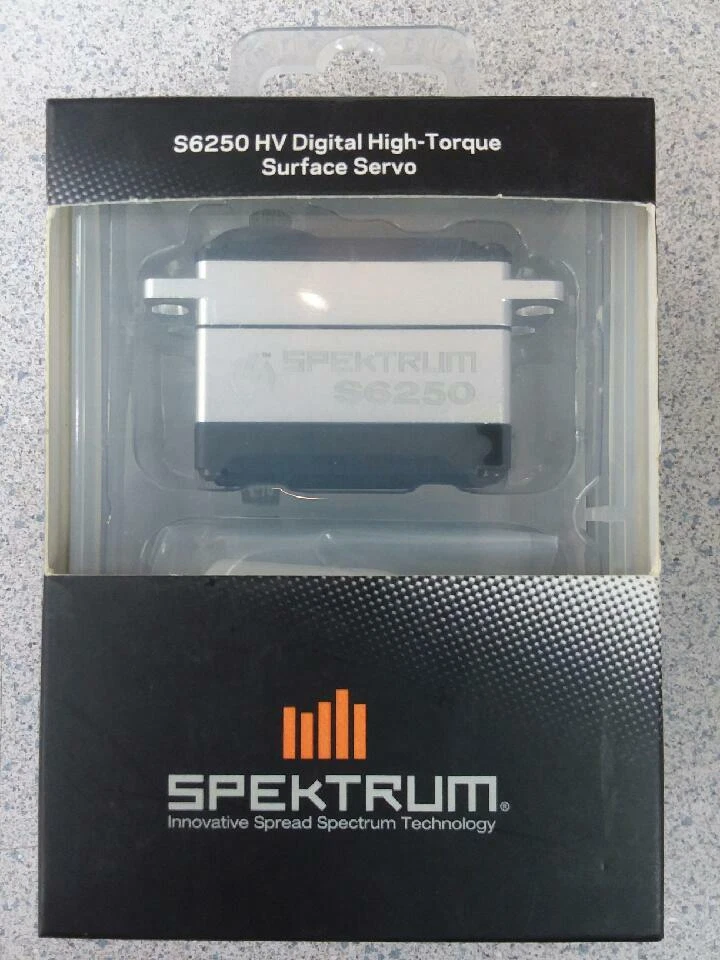 S6250 HV Digital High-Torque
Surface Servo
SPEKTRUM
S6250
SPEKTRUM®
Innovative Spread Spectrum Technology